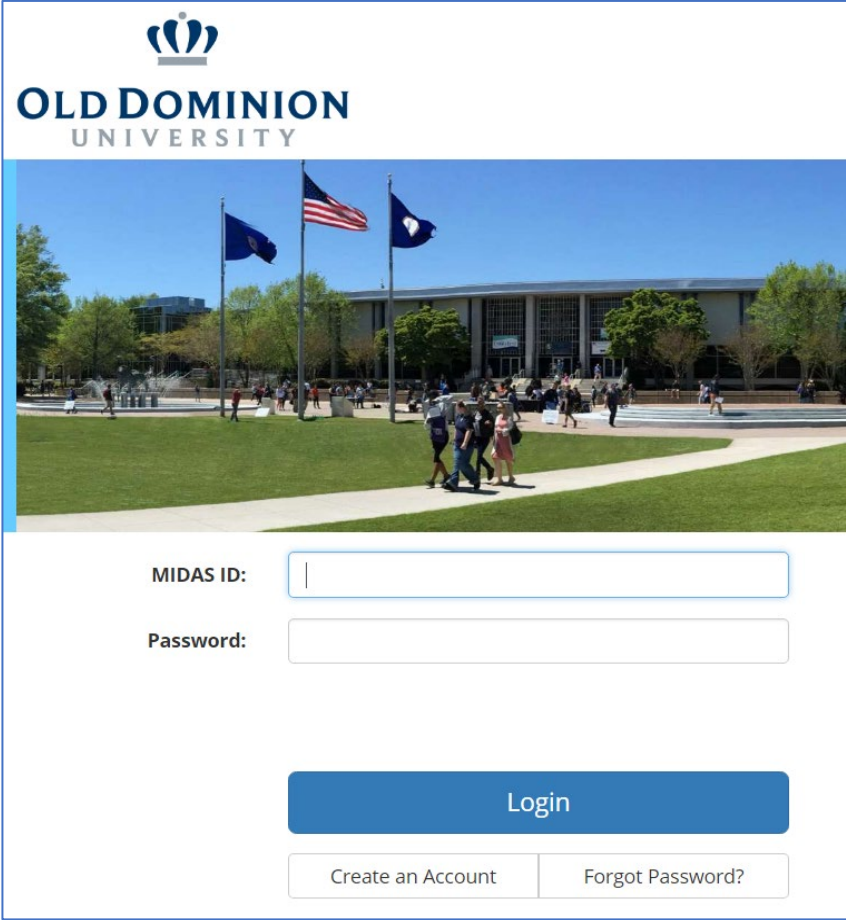 OLD DOMINION
UNIVERSITY
MIDAS ID:
Password:
Login
Create an Account
Forgot Password?